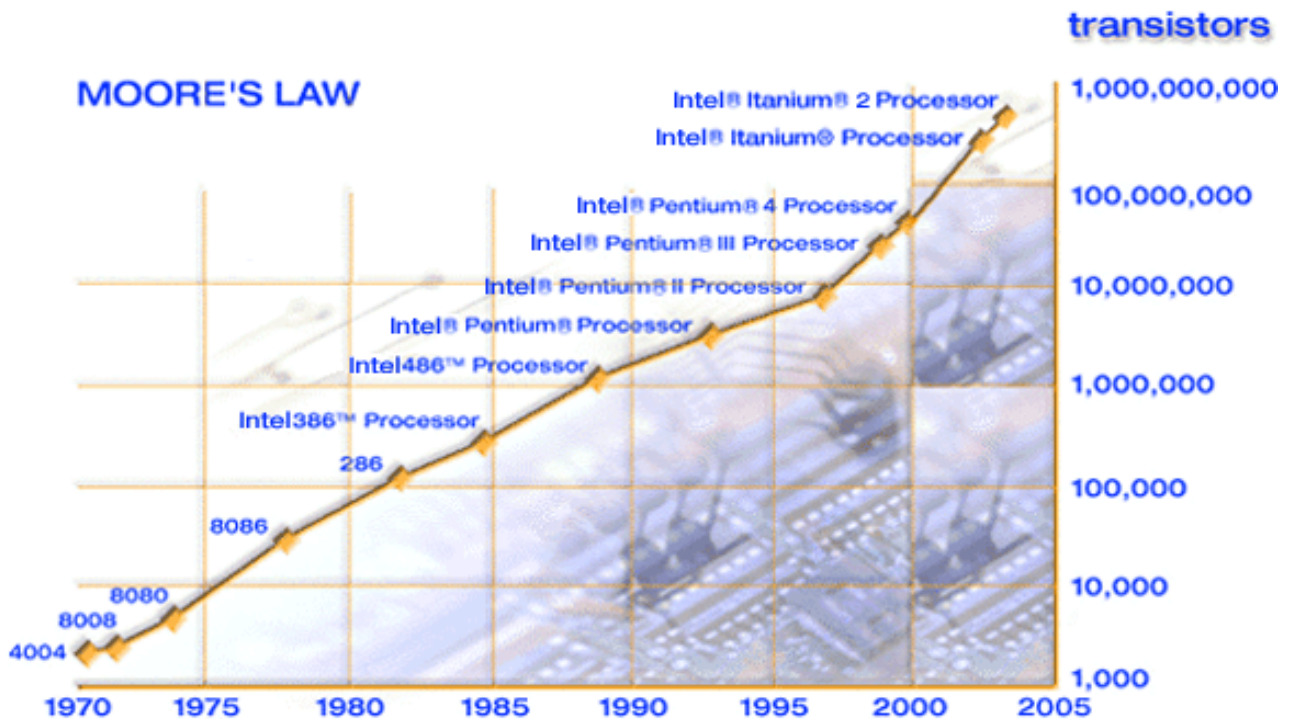 transistors
MOORE'S LAW
1,000,000,000
Intel® Itanium® 2 Processor
Intel® Itanium® Processor
100,000,000
Intel® Pentium® 4 Processor
Intel® Pentium® III Processor
10,000,000
Intel® Pentium® II Processor
Intel® Pentium® Processor
Intel486™ Processor
1,000,000
Intel386™ Processor
286
100,000
8086
10,000
8080
8008
4004
1,000
1970 1975 1980 1985 1990 1995 2000 2005